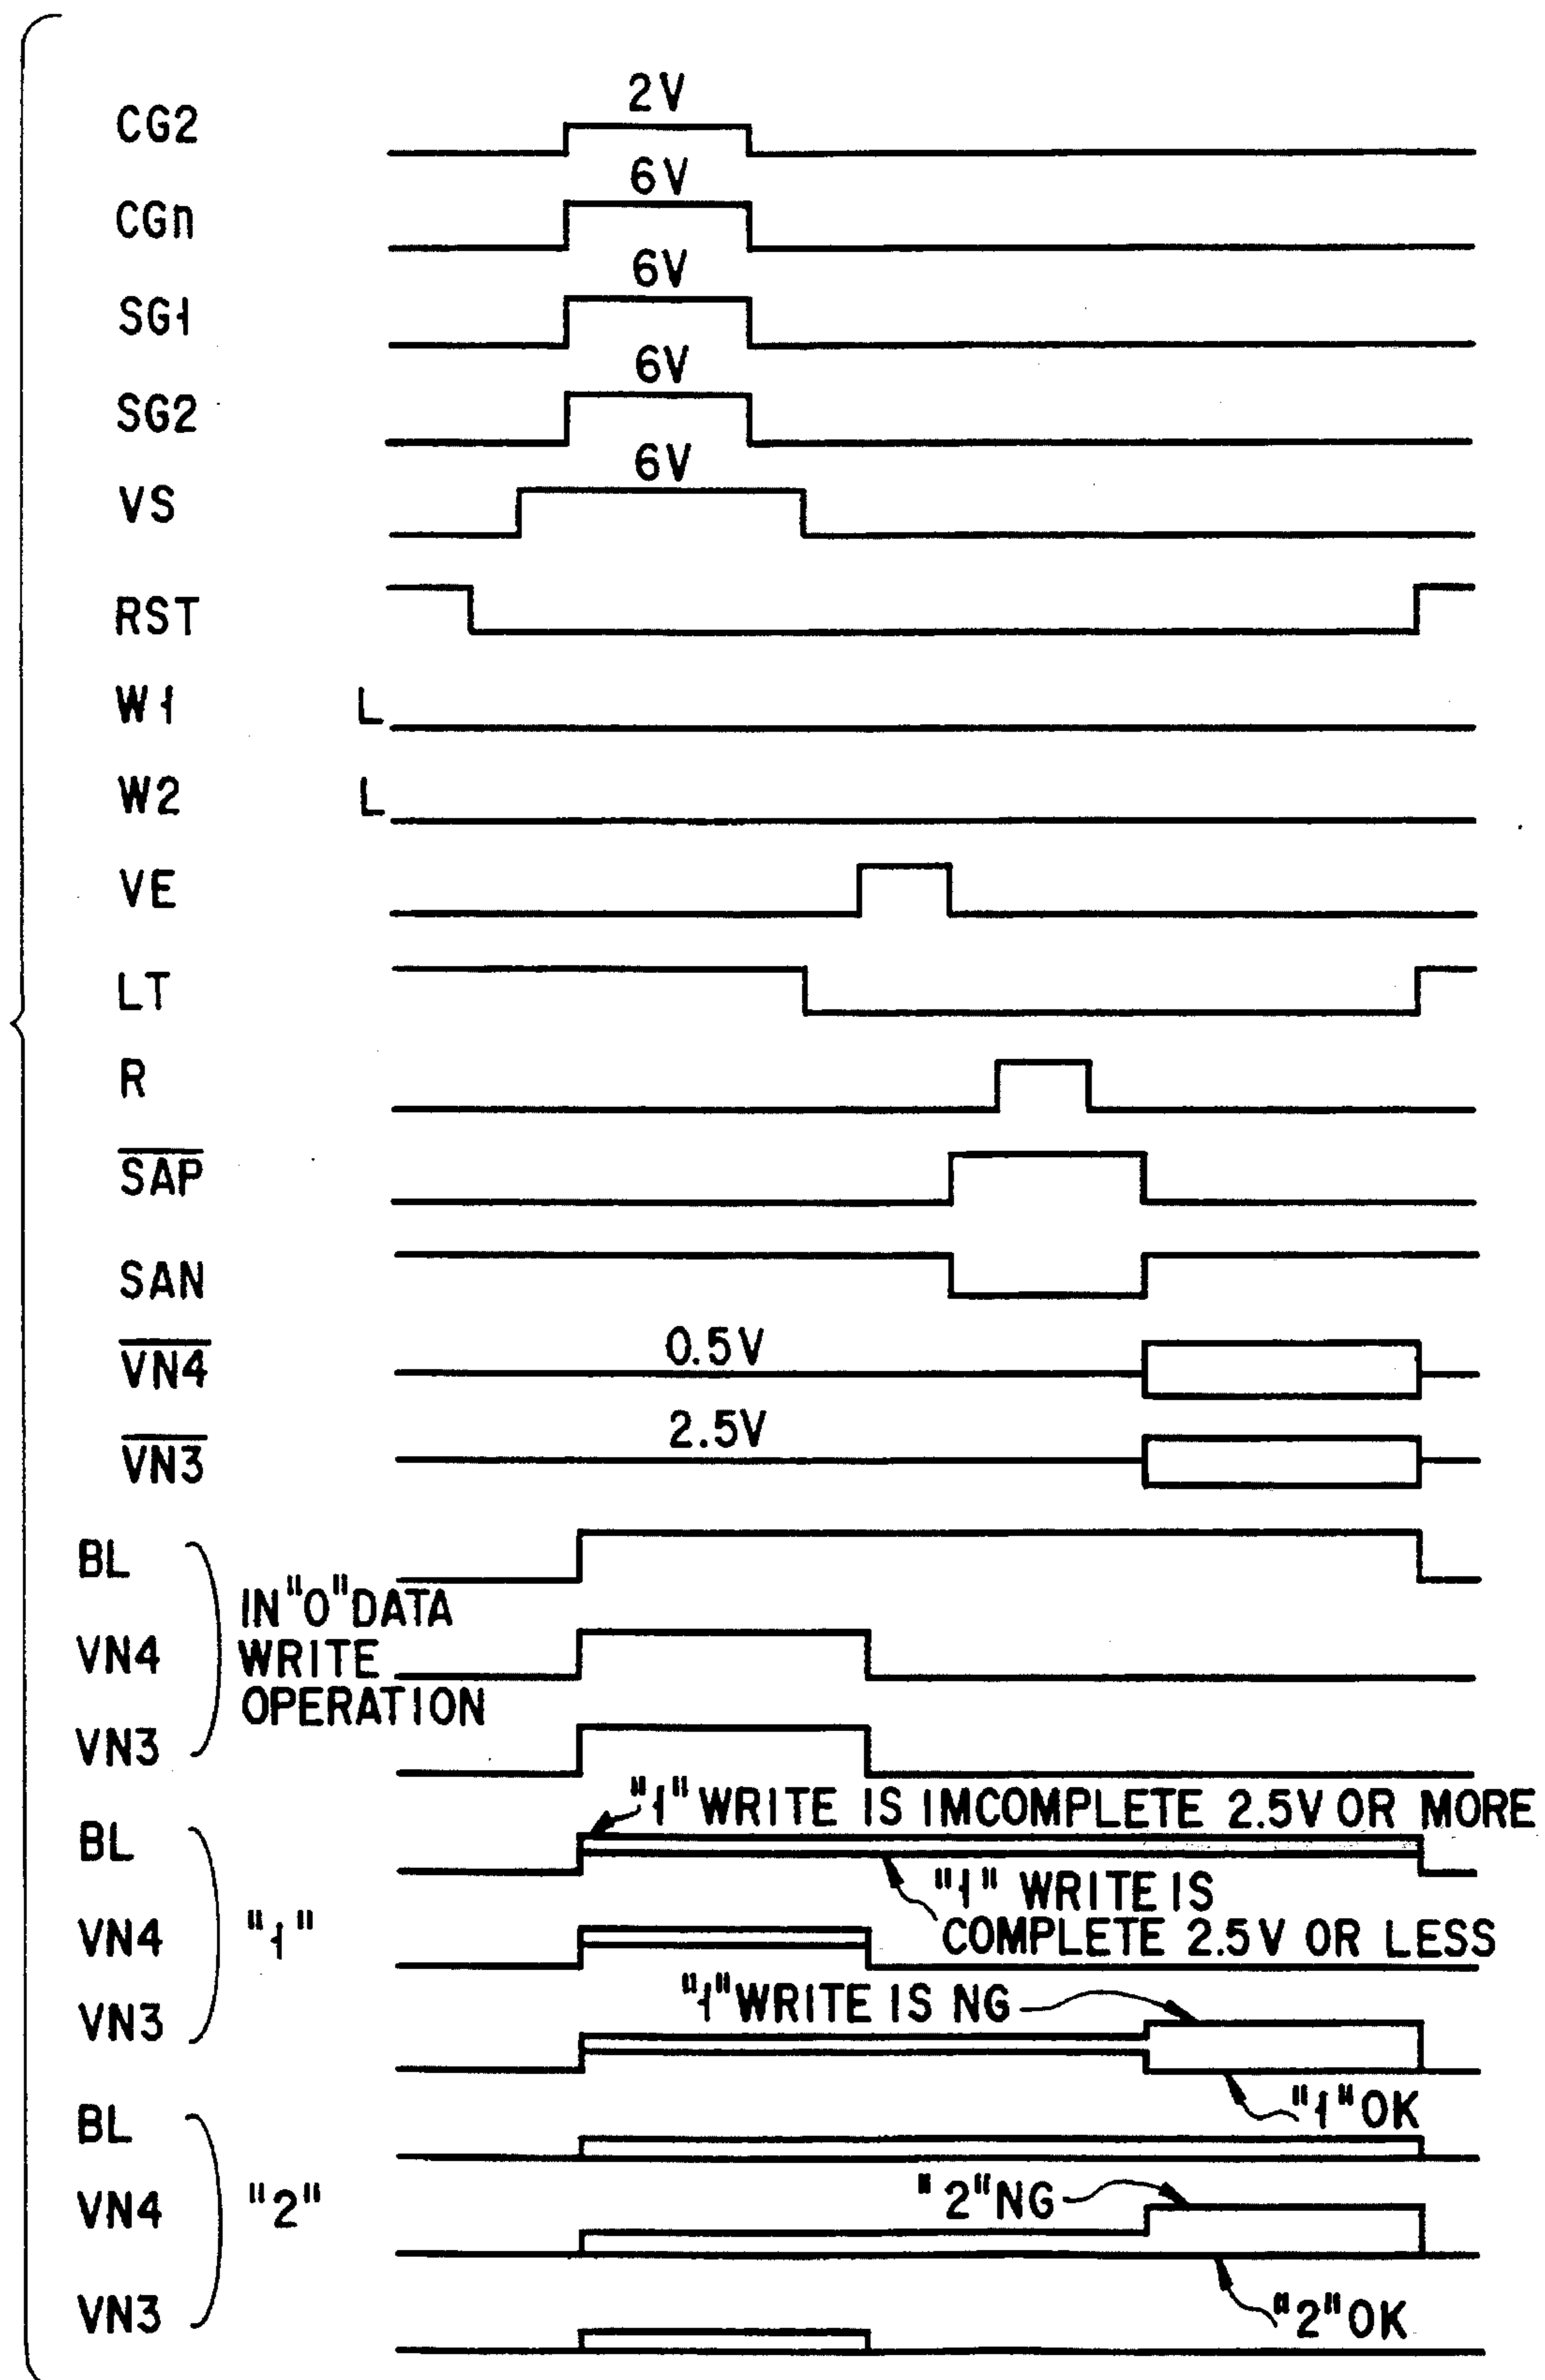 2V
CG2
6V
CGn
6V
SG1
6V
SG2
6V
VS
RST
W1 L
W2 L
VE
LT
R
SAP
SAN
VN4 0.5V
VN3 2.5V
BL
IN "0" DATA
VN4 WRITE
OPERATION
VN3
"1" WRITE IS IMCOMPLETE 2.5V OR MORE
BL
"1" WRITE IS
VN4 "1" COMPLETE 2.5V OR LESS
"1" WRITE IS NG
VN3
"1" OK
BL
VN4 "2" "2" NG
VN3 "2" OK